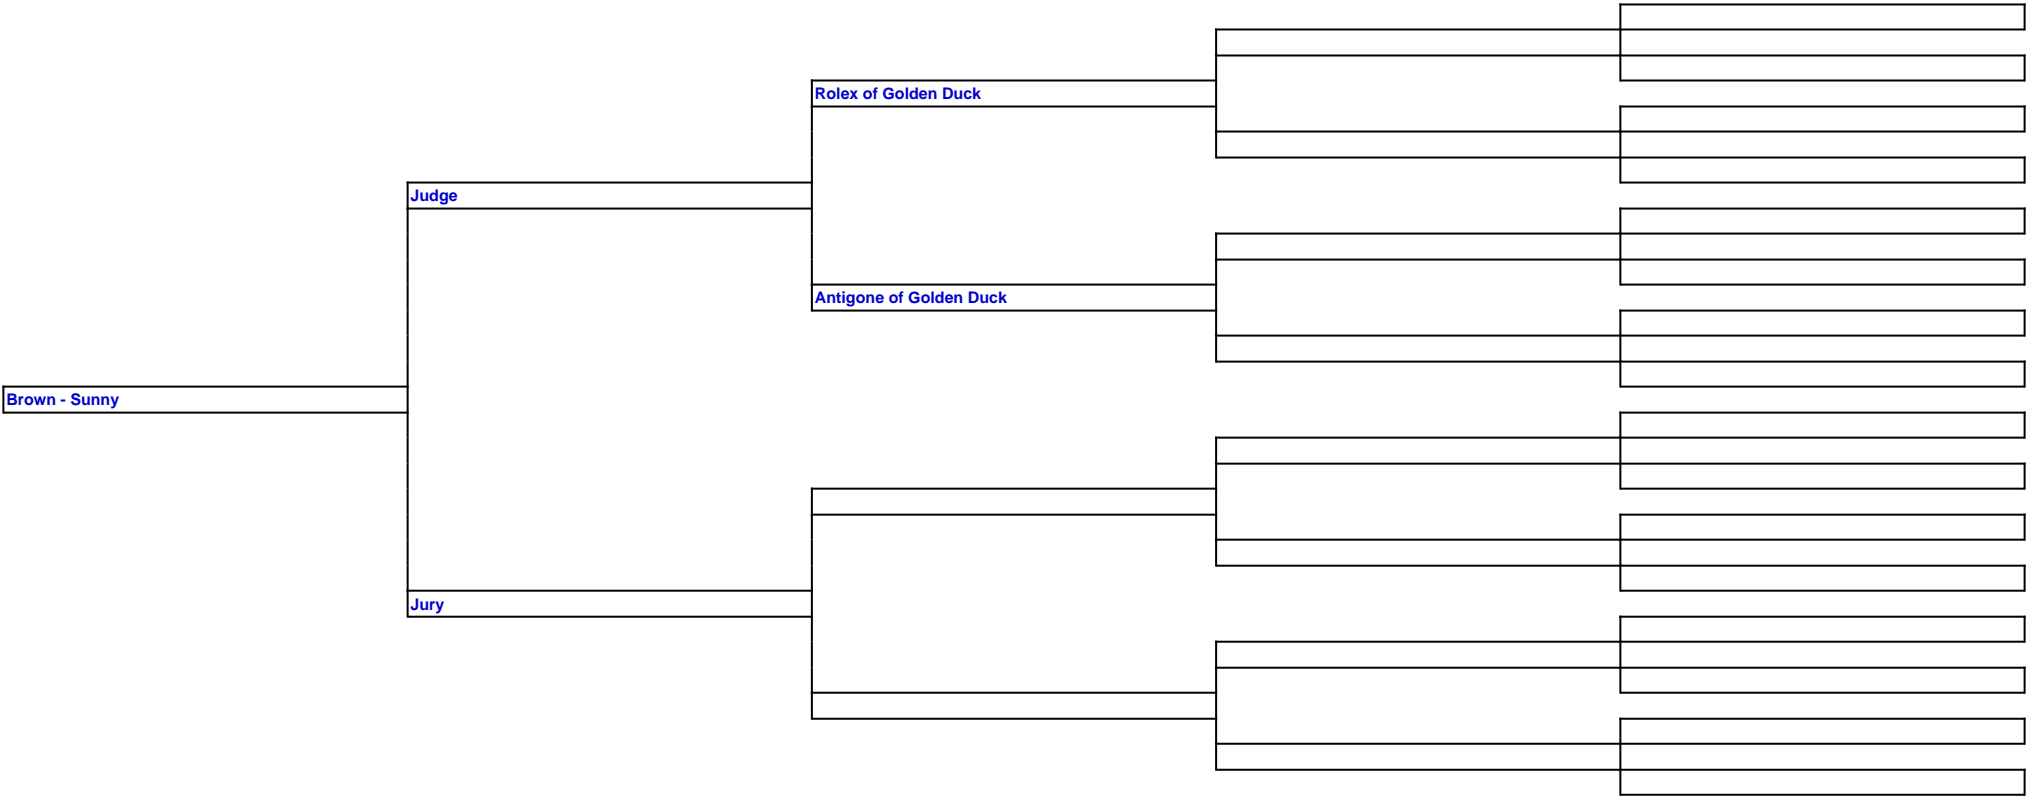 Rolex of Golden Duck
Judge
Antigone of Golden Duck
Brown - Sunny
Jury